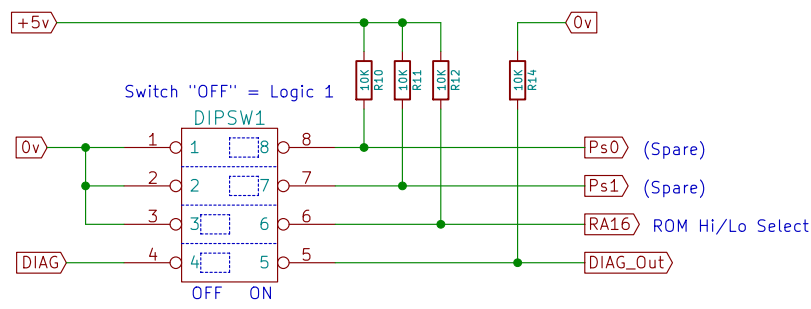 +5v
0v
10K
R10
10K
R11
10K
R12
10K
R14
Switch "OFF" = Logic 1
DIPSW1
0v
1
1
8
8
Ps0
(Spare)
2
2
7
7
Ps1
(Spare)
3
3
6
6
RA16
ROM Hi/Lo Select
DIAG
4
4
5
5
DIAG_Out
OFF ON